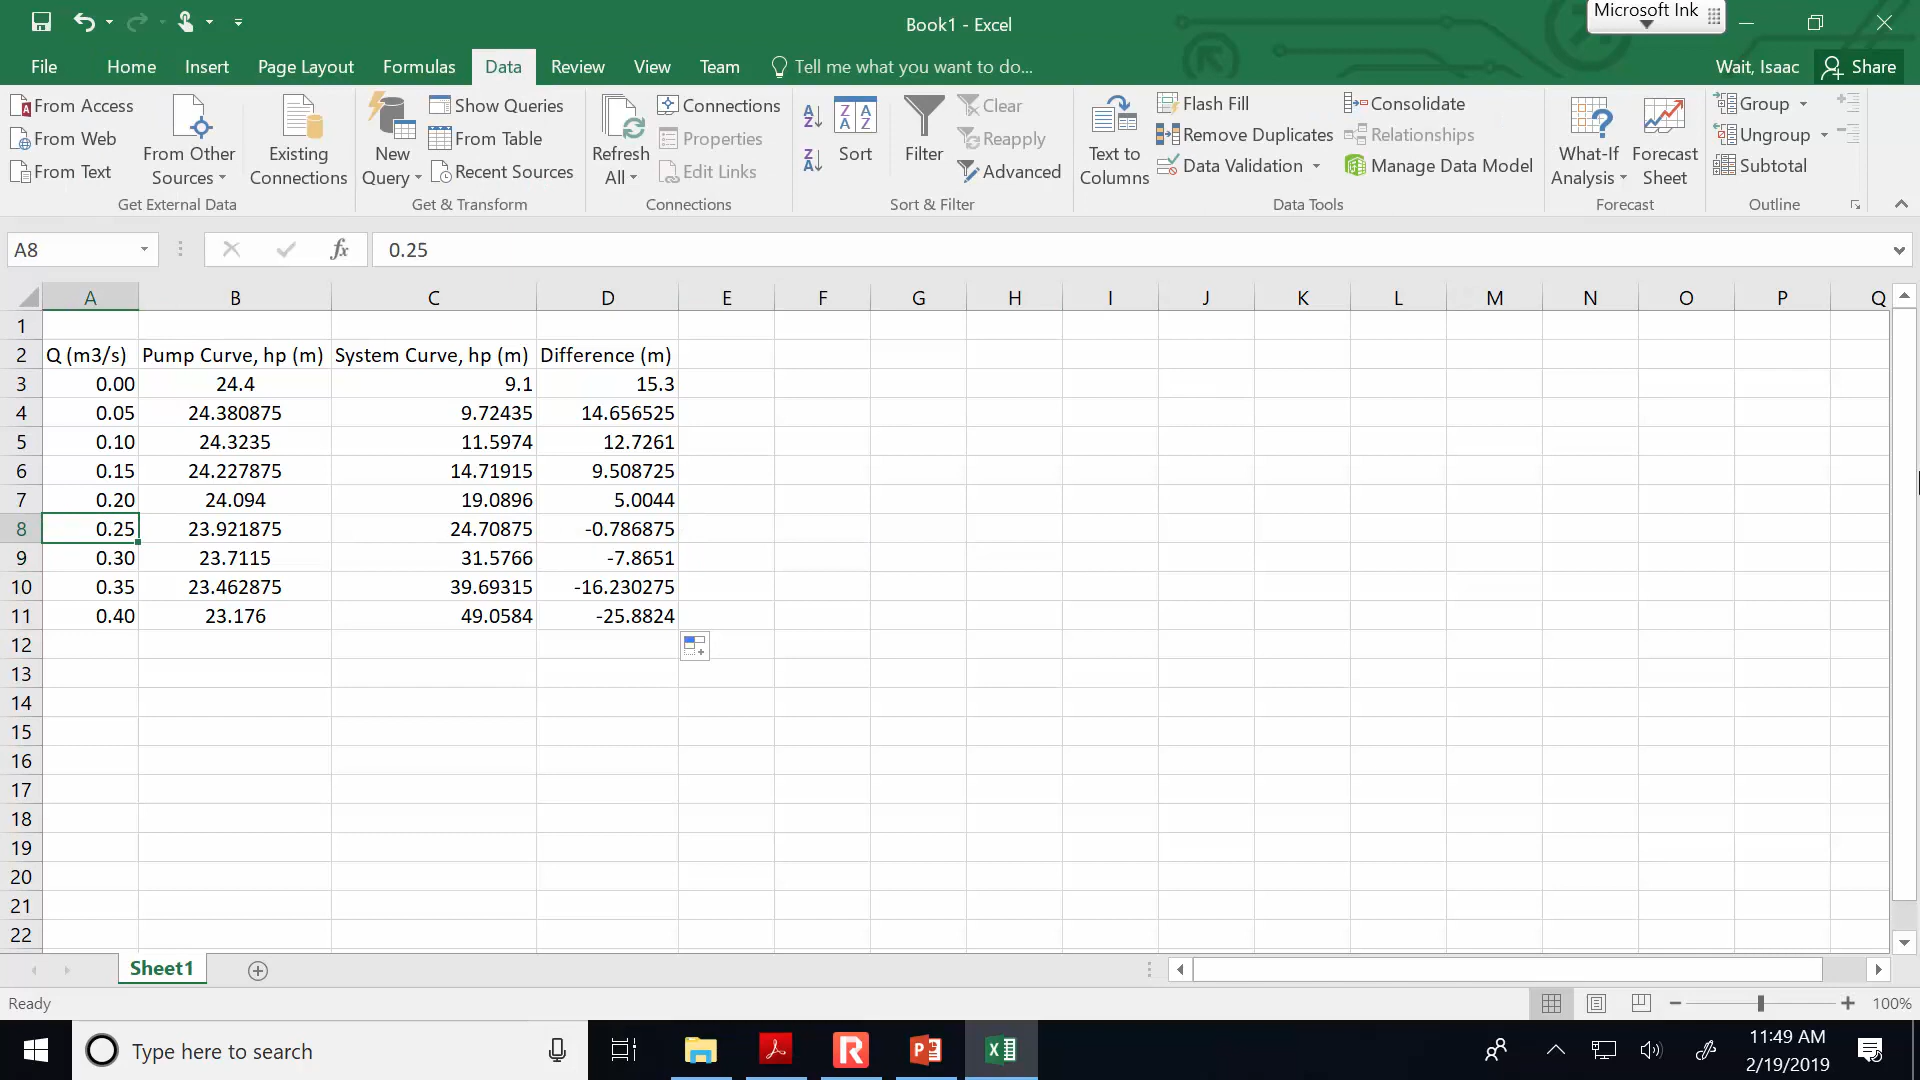 Book1 - Excel
Microsoft Ink
File Home Insert Page Layout Formulas Data Review View Team Tell me what you want to do... Wait, Isaac Share
From Access
From Web
From Text
From Other Sources
Existing Connections
Get External Data
New Query
Show Queries
From Table
Recent Sources
Get & Transform
Refresh All
Connections
Properties
Edit Links
Connections
Sort
Filter
Clear
Reapply
Advanced
Sort & Filter
Text to Columns
Flash Fill
Remove Duplicates
Data Validation
Consolidate
Relationships
Manage Data Model
Data Tools
What-If Analysis
Forecast Sheet
Forecast
Group
Ungroup
Subtotal
Outline
A8 fx 0.25
A B C D E F G H I J K L M N O P Q
1
2 Q (m3/s) Pump Curve, hp (m) System Curve, hp (m) Difference (m)
3 0.00 24.4 9.1 15.3
4 0.05 24.380875 9.72435 14.656525
5 0.10 24.3235 11.5974 12.7261
6 0.15 24.227875 14.71915 9.508725
7 0.20 24.094 19.0896 5.0044
8 0.25 23.921875 24.70875 -0.786875
9 0.30 23.7115 31.5766 -7.8651
10 0.35 23.462875 39.69315 -16.230275
11 0.40 23.176 49.0584 -25.8824
12
13
14
15
16
17
18
19
20
21
22
Sheet1
Ready 100%
Type here to search
11:49 AM
2/19/2019